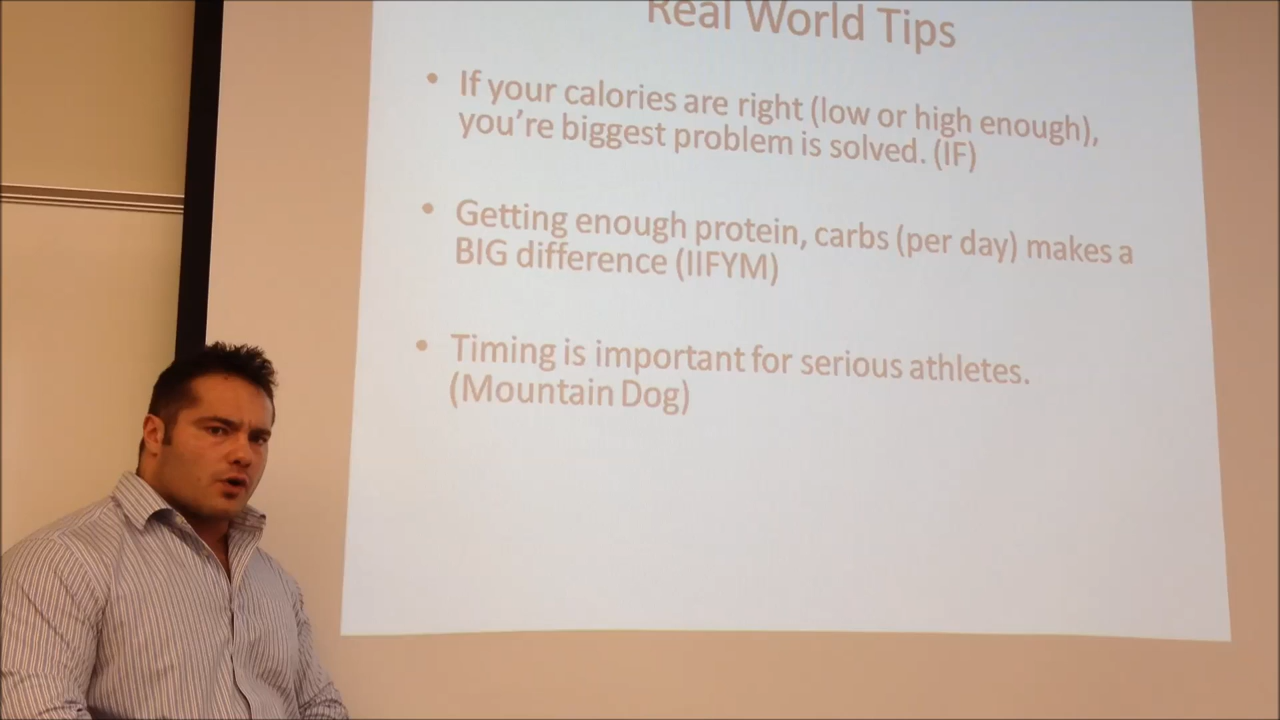 Real World Tips
• If your calories are right (low or high enough),
you're biggest problem is solved. (IF)
• Getting enough protein, carbs (per day) makes a
BIG difference (IIFYM)
• Timing is important for serious athletes.
(Mountain Dog)